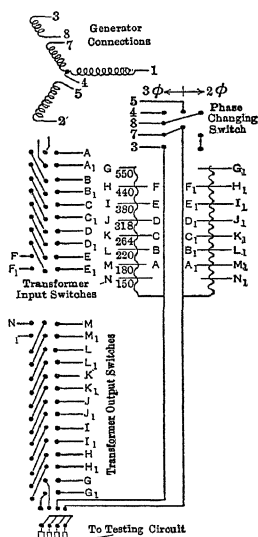 3
8
7
Generator
Connections
1
4
5
2
3ϕ 2ϕ
5
4
8
7
3
Phase
Changing
Switch
A
A1
B
B1
C
C1
D
D1
F E
F1 E1
Transformer
Input Switches
G 550 G1
H 440 F F1 H1
I 380 E E1 I1
J 318 D D1 J1
K 264 C C1 K1
L 220 B B1 L1
M 180 A A1 M1
N 150 N1
N M
1 M1
L
L1
K
K1
J
J1
I
I1
H
H1
G
G1
Transformer Output Switches
To Testing Circuit